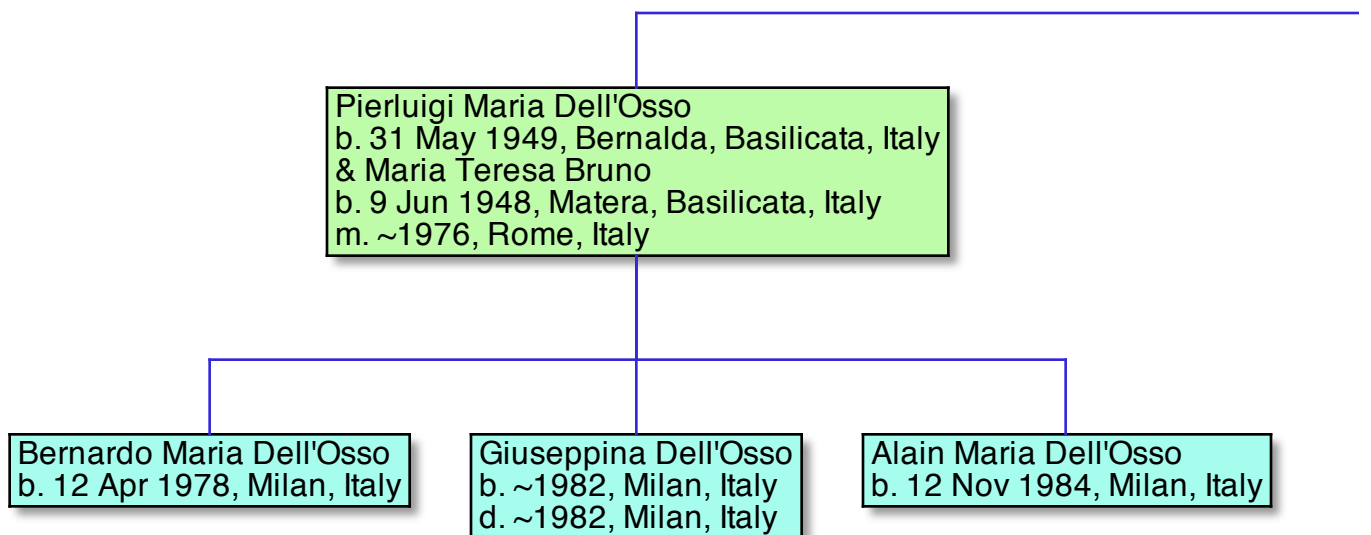 Pierluigi Maria Dell'Osso
b. 31 May 1949, Bernalda, Basilicata, Italy
& Maria Teresa Bruno
b. 9 Jun 1948, Matera, Basilicata, Italy
m. ~1976, Rome, Italy
Bernardo Maria Dell'Osso
b. 12 Apr 1978, Milan, Italy
Giuseppina Dell'Osso
b. ~1982, Milan, Italy
d. ~1982, Milan, Italy
Alain Maria Dell'Osso
b. 12 Nov 1984, Milan, Italy